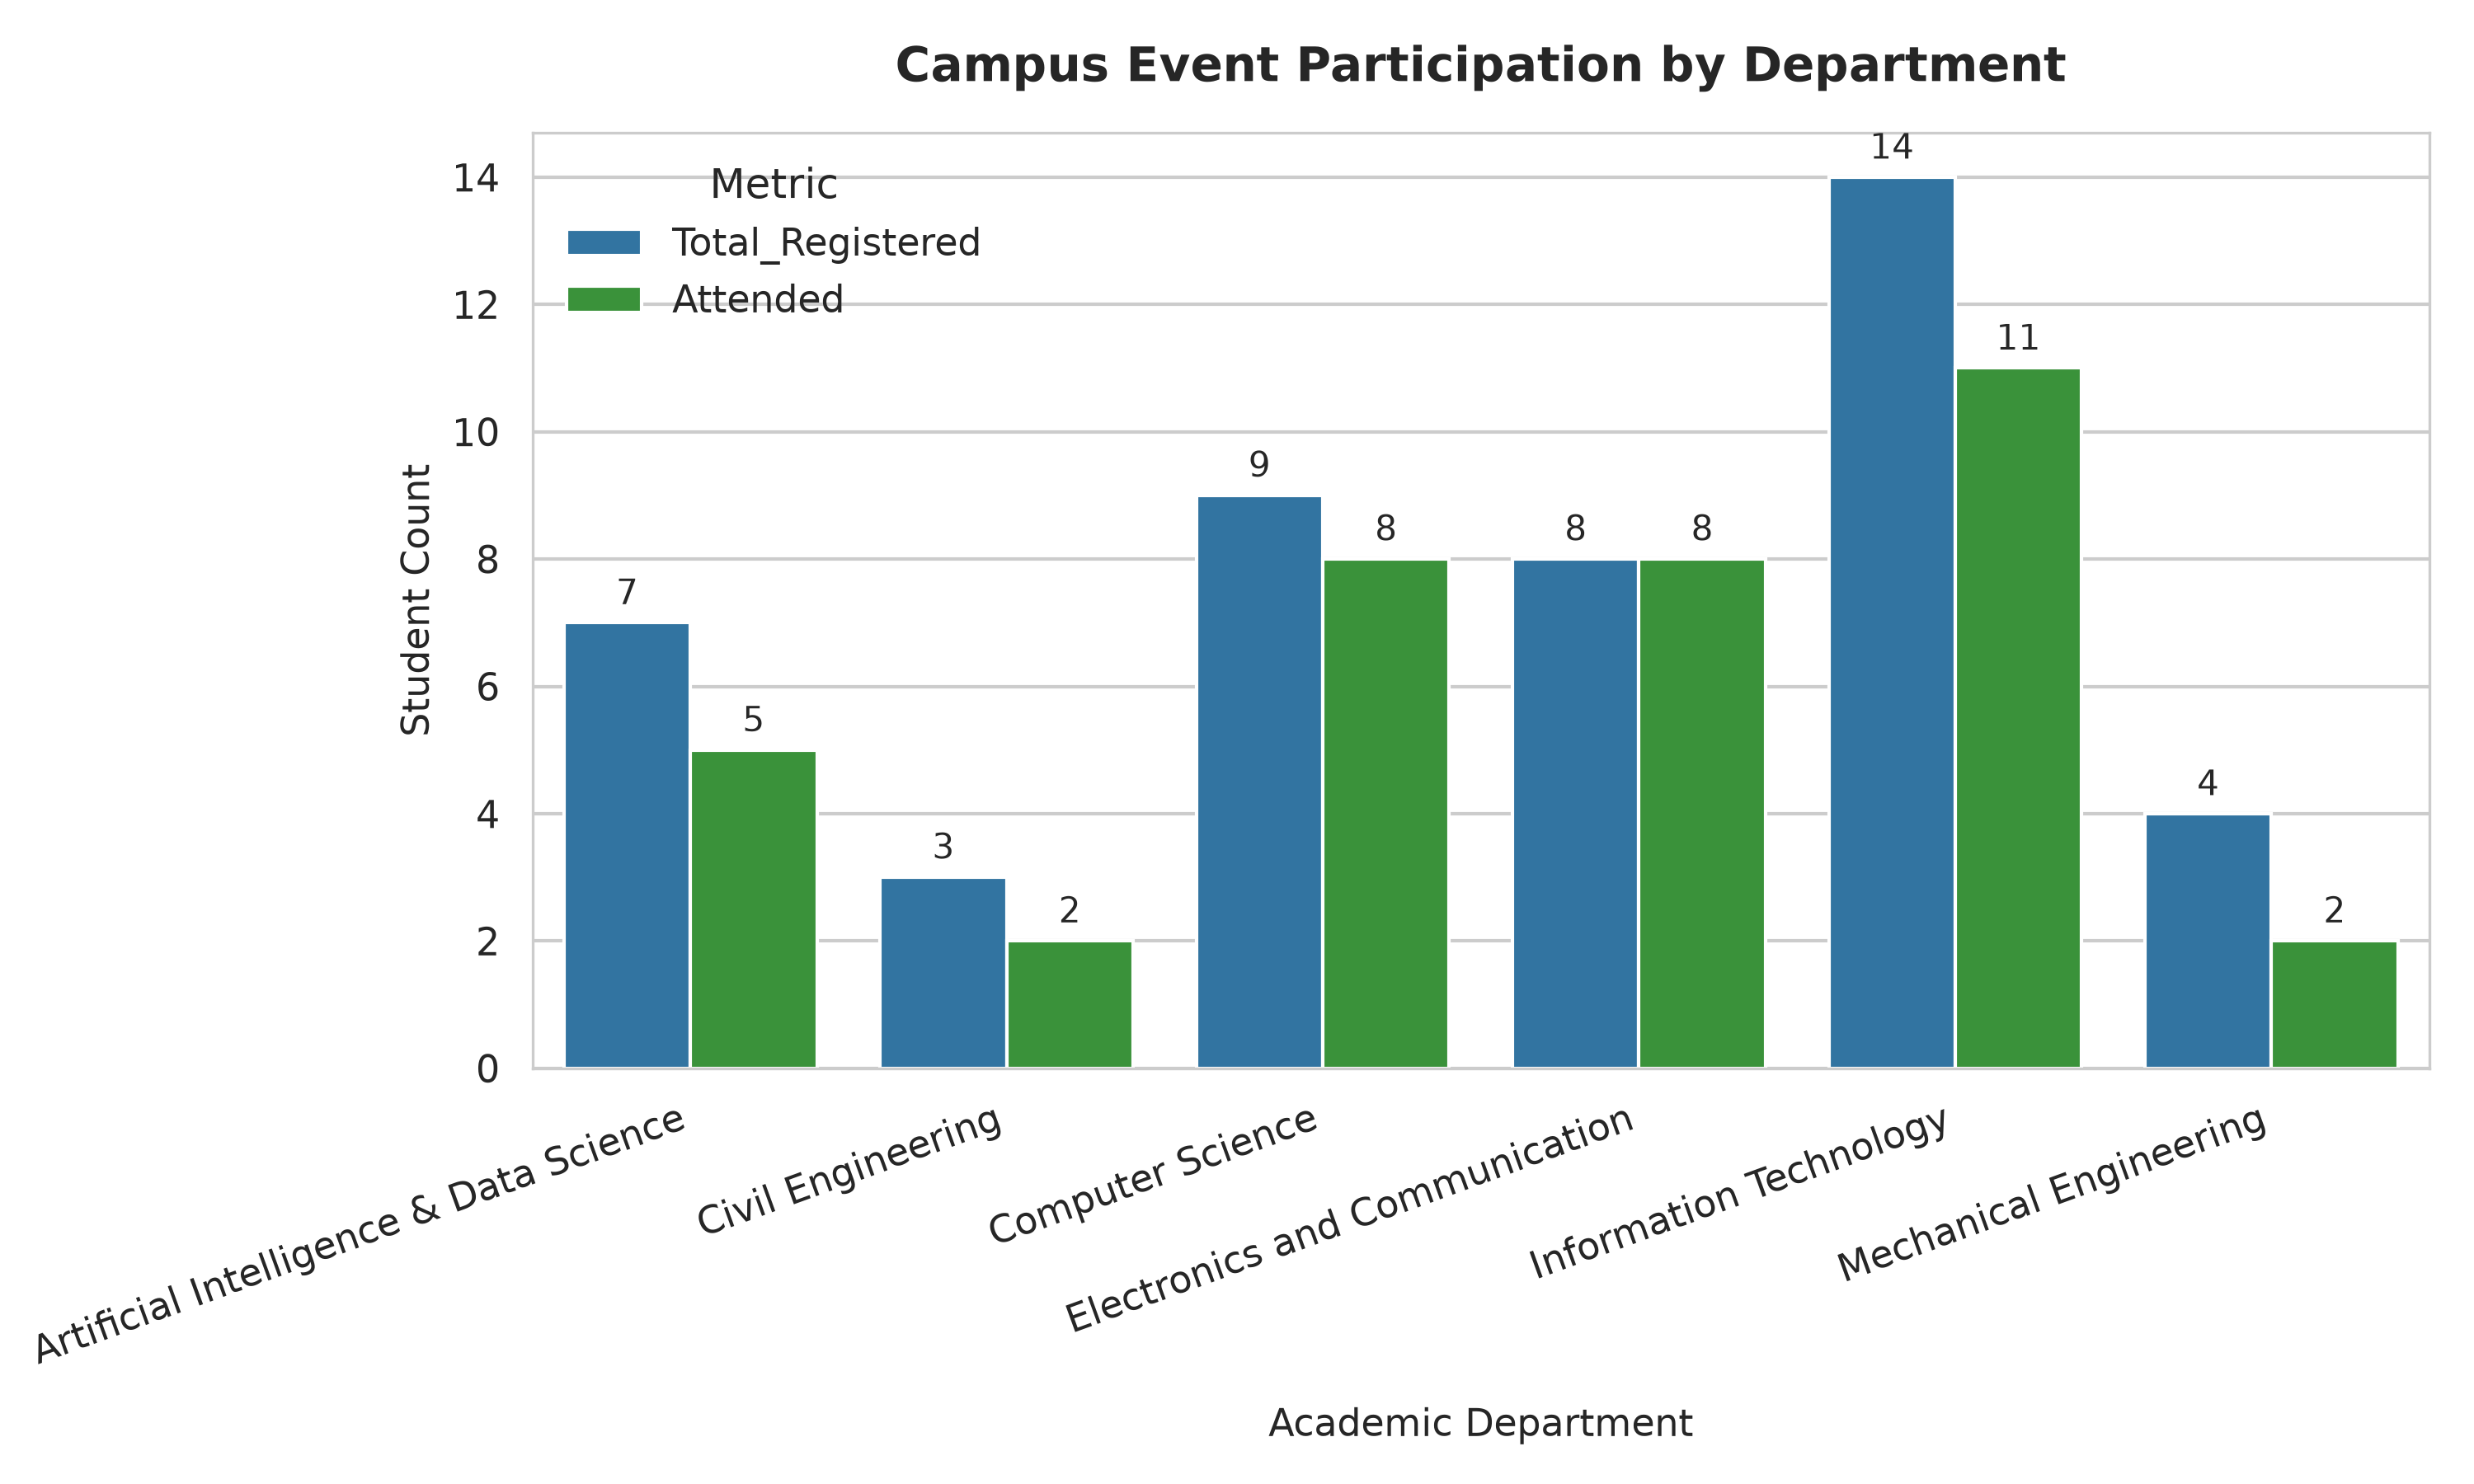 Campus Event Participation by Department
Metric
Total_Registered
Attended
Student Count
14
12
10
8
6
4
2
0
7
5
3
2
9
8
8
8
14
11
4
2
Artificial Intelligence & Data Science
Civil Engineering
Computer Science
Electronics and Communication
Information Technology
Mechanical Engineering
Academic Department